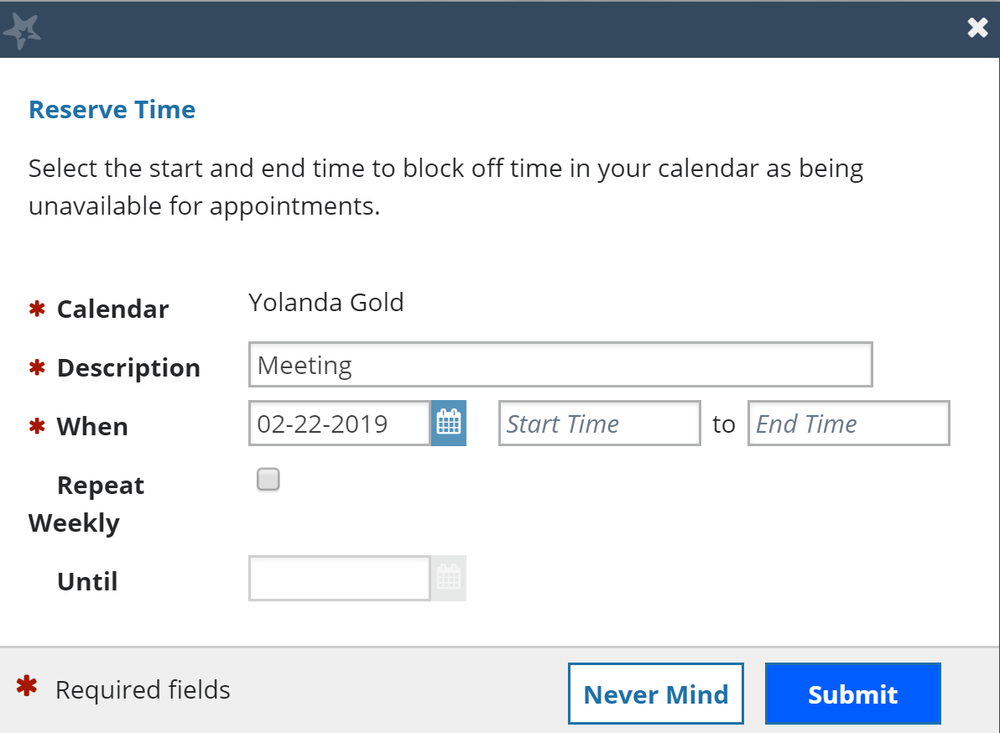 Reserve Time
Select the start and end time to block off time in your calendar as being
unavailable for appointments.
* Calendar Yolanda Gold
* Description Meeting
* When 02-22-2019 Start Time to End Time
Repeat
Weekly
Until
* Required fields Never Mind Submit